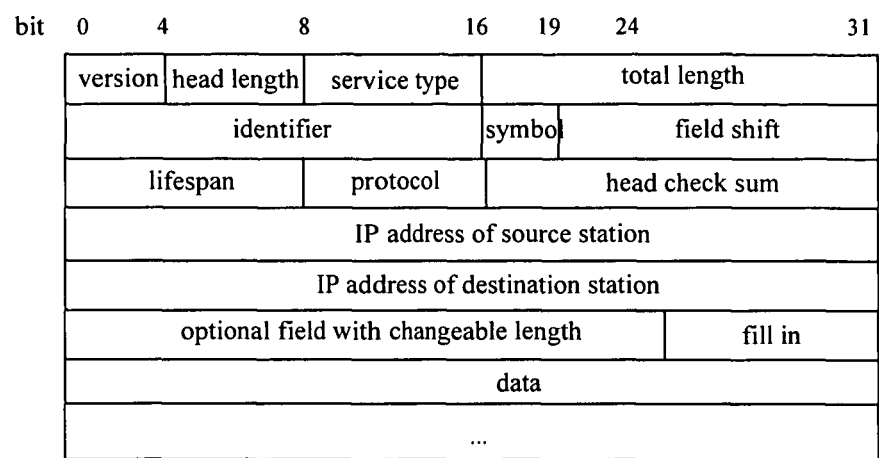 bit 0 4 8 16 19 24 31
version head length service type total length
identifier symbol field shift
lifespan protocol head check sum
IP address of source station
IP address of destination station
optional field with changeable length fill in
data
...